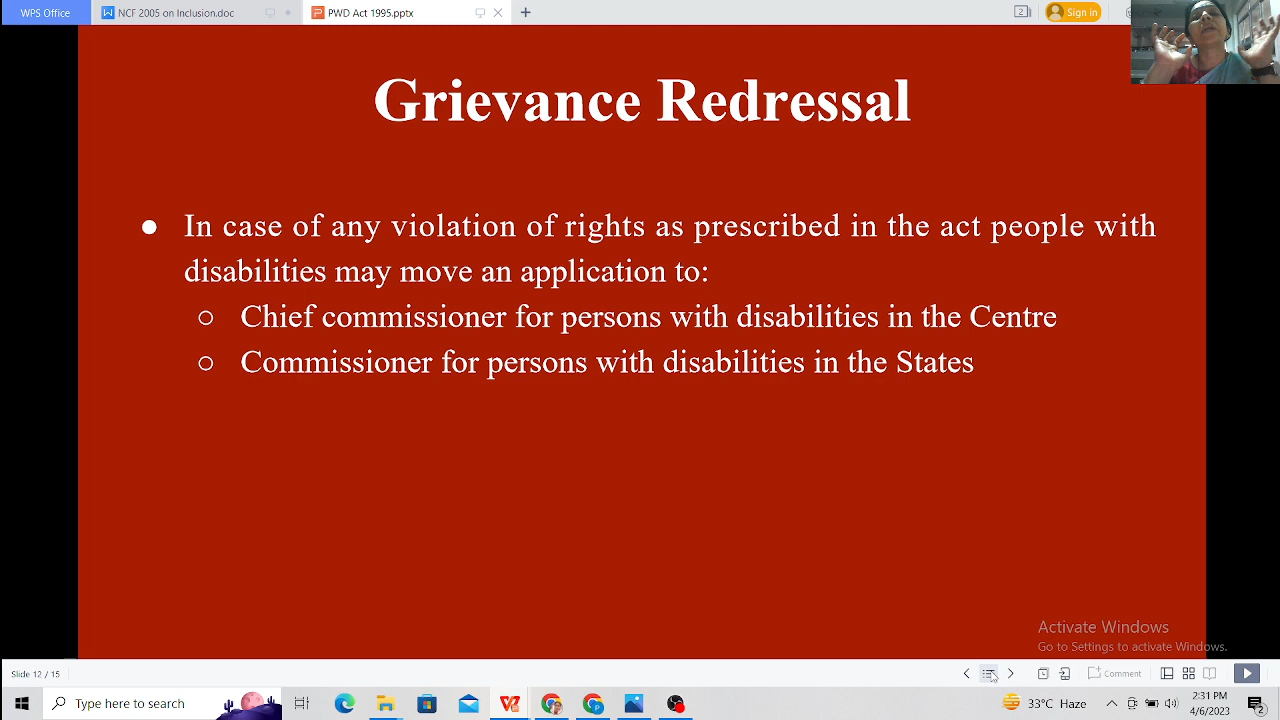 WPS Office
NCF 2005 on Inclusion.doc
PWD Act 1995.pptx
Sign in
Grievance Redressal
In case of any violation of rights as prescribed in the act people with
disabilities may move an application to:
Chief commissioner for persons with disabilities in the Centre
Commissioner for persons with disabilities in the States
Activate Windows
Go to Settings to activate Windows.
Slide 12 / 15
Comment
Type here to search
33°C Haze
2:31 PM
4/6/2023